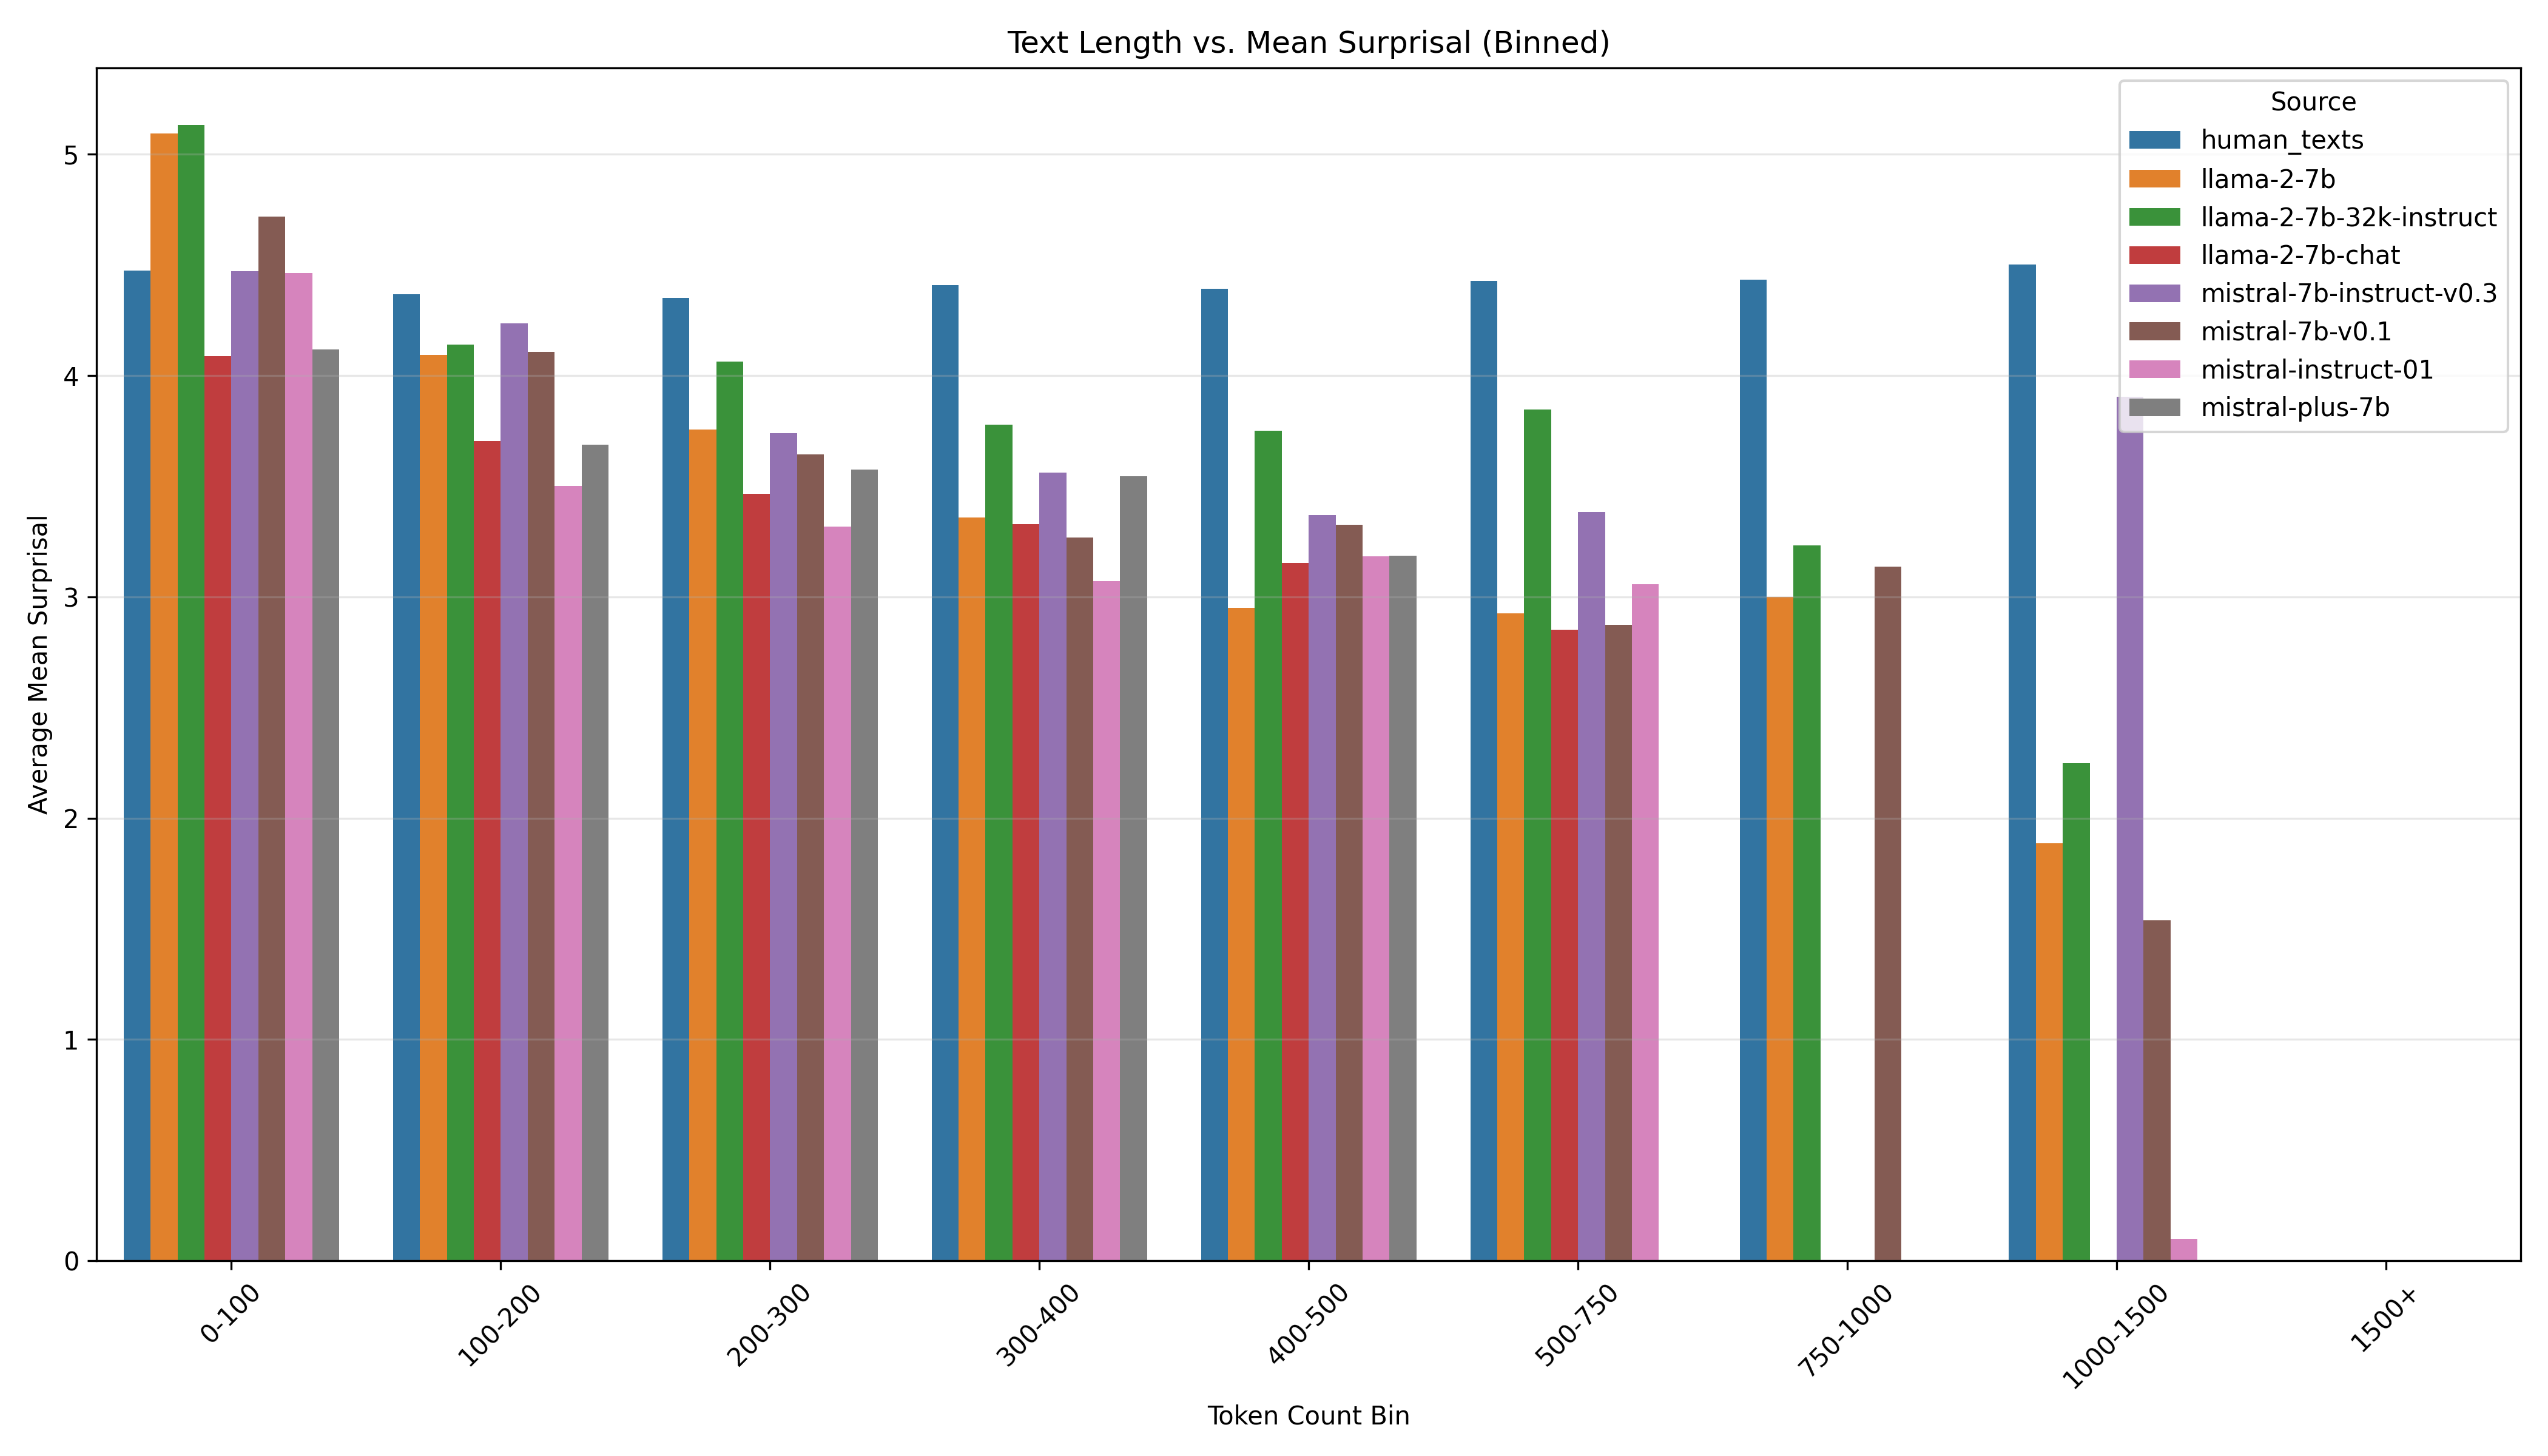 Text Length vs. Mean Surprisal (Binned)
Source
human_texts
llama-2-7b
llama-2-7b-32k-instruct
llama-2-7b-chat
mistral-7b-instruct-v0.3
mistral-7b-v0.1
mistral-instruct-01
mistral-plus-7b
Average Mean Surprisal
5
4
3
2
1
0
0-100
100-200
200-300
300-400
400-500
500-750
750-1000
1000-1500
1500+
Token Count Bin